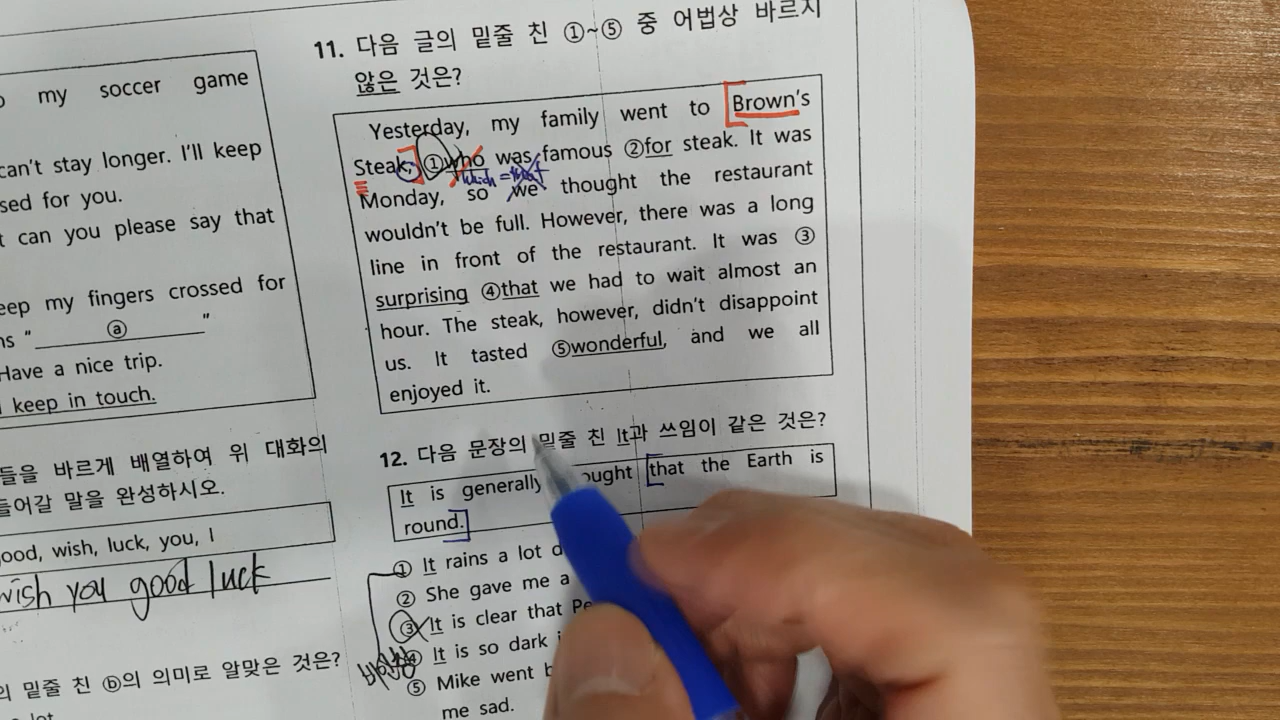 my soccer game
can't stay longer. I'll keep
sed for you.
can you please say that
eep my fingers crossed for
ns " ⓐ "
Have a nice trip.
keep in touch.
들을 바르게 배열하여 위 대화의
들어갈 말을 완성하시오.
ood, wish, luck, you, I
wish you good luck
의 밑줄 친 ⓑ의 의미로 알맞은 것은?
lot
11. 다음 글의 밑줄 친 ①~⑤ 중 어법상 바르지
않은 것은?
Yesterday, my family went to Brown's
Steak, ①who was famous ②for steak. It was
which = that
Monday, so we thought the restaurant
wouldn't be full. However, there was a long
line in front of the restaurant. It was ③
surprising ④that we had to wait almost an
hour. The steak, however, didn't disappoint
us. It tasted ⑤wonderful, and we all
enjoyed it.
12. 다음 문장의 밑줄 친 It과 쓰임이 같은 것은?
It is generally ought that the Earth is
round.
① It rains a lot
② She gave me a
③ It is clear that
④ It is so dark
⑤ Mike went
me sad.